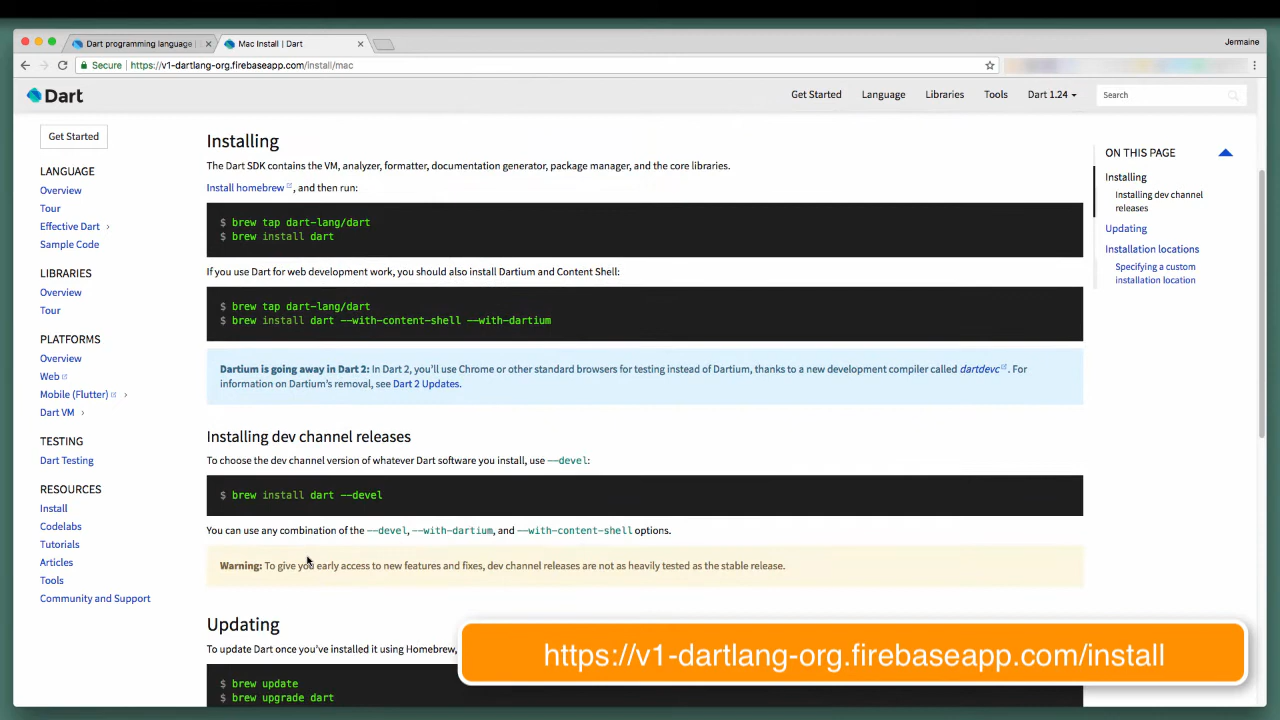 Dart programming language |
Mac Install | Dart
Jermaine
Secure
https://v1-dartlang-org.firebaseapp.com/install/mac
Dart
Get Started
Language
Libraries
Tools
Dart 1.24
Search
Get Started
LANGUAGE
Overview
Tour
Effective Dart
Sample Code
LIBRARIES
Overview
Tour
PLATFORMS
Overview
Web
Mobile (Flutter)
Dart VM
TESTING
Dart Testing
RESOURCES
Install
Codelabs
Tutorials
Articles
Tools
Community and Support
Installing
The Dart SDK contains the VM, analyzer, formatter, documentation generator, package manager, and the core libraries.
Install homebrew, and then run:
$ brew tap dart-lang/dart
$ brew install dart
If you use Dart for web development work, you should also install Dartium and Content Shell:
$ brew tap dart-lang/dart
$ brew install dart --with-content-shell --with-dartium
Dartium is going away in Dart 2: In Dart 2, you'll use Chrome or other standard browsers for testing instead of Dartium, thanks to a new development compiler called dartdevc. For
information on Dartium's removal, see Dart 2 Updates.
Installing dev channel releases
To choose the dev channel version of whatever Dart software you install, use --devel:
$ brew install dart --devel
You can use any combination of the --devel, --with-dartium, and --with-content-shell options.
Warning: To give you early access to new features and fixes, dev channel releases are not as heavily tested as the stable release.
Updating
To update Dart once you've installed it using Homebrew,
$ brew update
$ brew upgrade dart
ON THIS PAGE
Installing
Installing dev channel
releases
Updating
Installation locations
Specifying a custom
installation location
https://v1-dartlang-org.firebaseapp.com/install